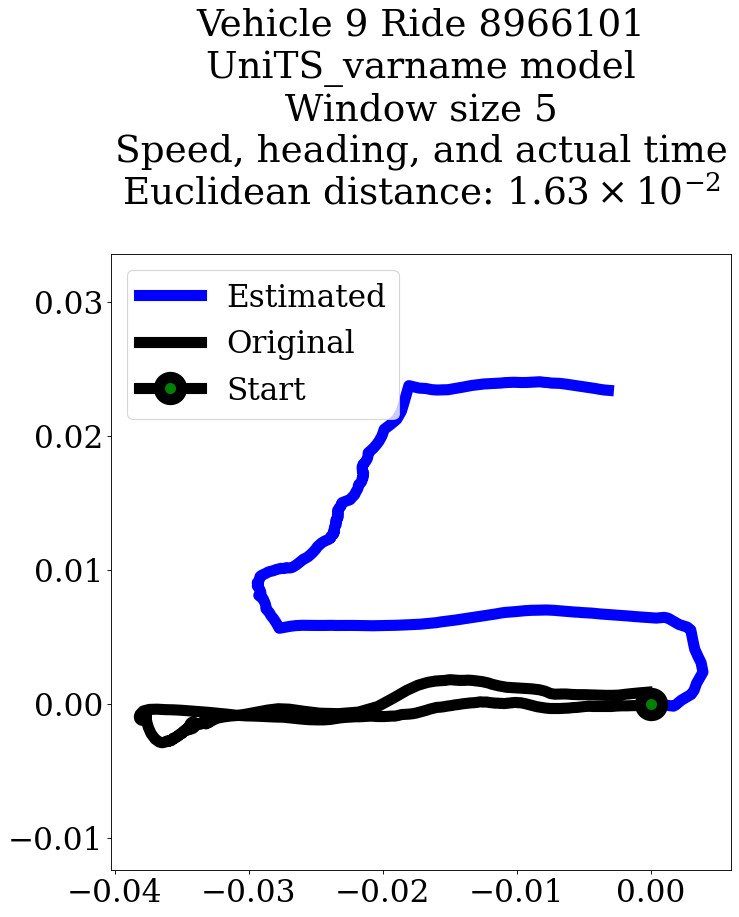 Vehicle 9 Ride 8966101
UniTS_varname model
Window size 5
Speed, heading, and actual time
Euclidean distance: 1.63 × 10⁻²
Estimated
Original
Start
0.03
0.02
0.01
0.00
−0.01
−0.04 −0.03 −0.02 −0.01 0.00